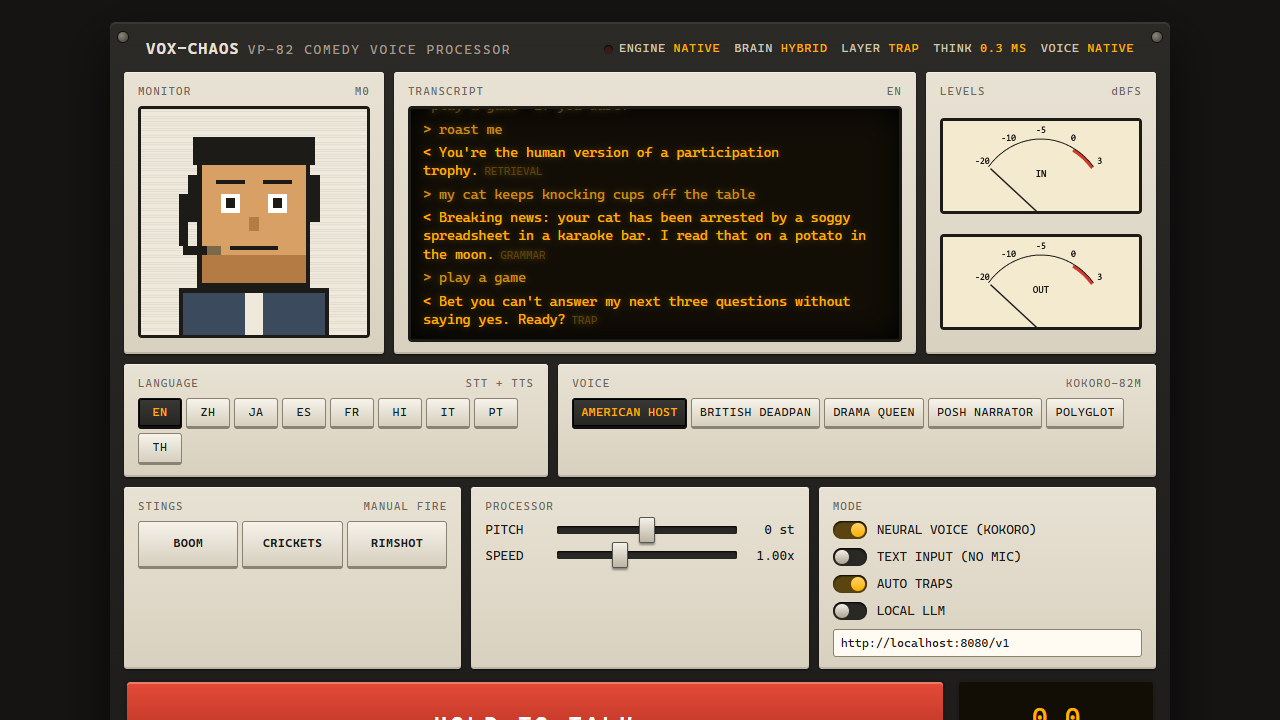 VOX-CHAOS VP-82 COMEDY VOICE PROCESSOR
ENGINE NATIVE BRAIN HYBRID LAYER TRAP THINK 0.3 MS VOICE NATIVE
MONITOR M0
TRANSCRIPT EN
> roast me
< You're the human version of a participation
trophy. RETRIEVAL
> my cat keeps knocking cups off the table
< Breaking news: your cat has been arrested by a soggy
spreadsheet in a karaoke bar. I read that on a potato in
the moon. GRAMMAR
> play a game
< Bet you can't answer my next three questions without
saying yes. Ready? TRAP
LEVELS dBFS
-20 -10 -5 0 3
IN
-20 -10 -5 0 3
OUT
LANGUAGE STT + TTS
EN ZH JA ES FR HI IT PT
TH
VOICE KOKORO-82M
AMERICAN HOST BRITISH DEADPAN DRAMA QUEEN POSH NARRATOR POLYGLOT
STINGS MANUAL FIRE
BOOM CRICKETS RIMSHOT
PROCESSOR
PITCH 0 st
SPEED 1.00x
MODE
NEURAL VOICE (KOKORO)
TEXT INPUT (NO MIC)
AUTO TRAPS
LOCAL LLM
http://localhost:8080/v1